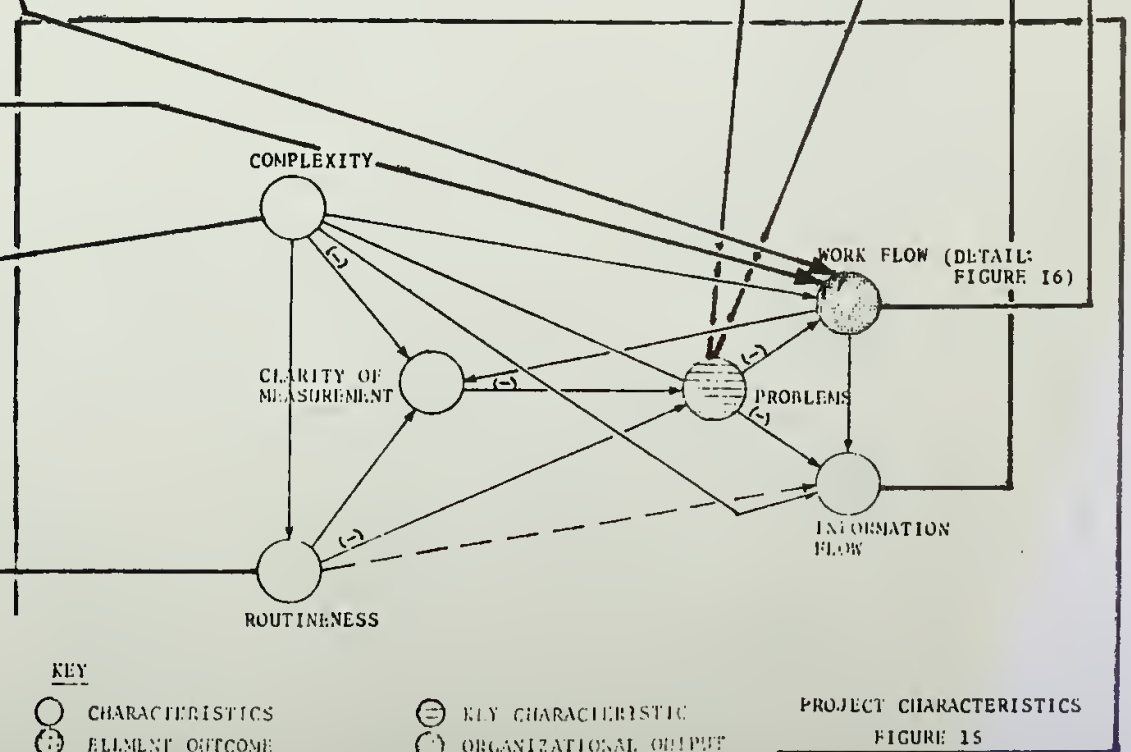 COMPLEXITY
(-)
WORK FLOW (DETAIL:
FIGURE 16)
CLARITY OF
MEASUREMENT
(-)
(-)
PROBLEMS
(-)
(-)
INFORMATION
FLOW
ROUTINENESS
KEY
CHARACTERISTICS
ELEMENT OUTCOME
KEY CHARACTERISTIC
ORGANIZATIONAL OUTPUT
PROJECT CHARACTERISTICS
FIGURE 15